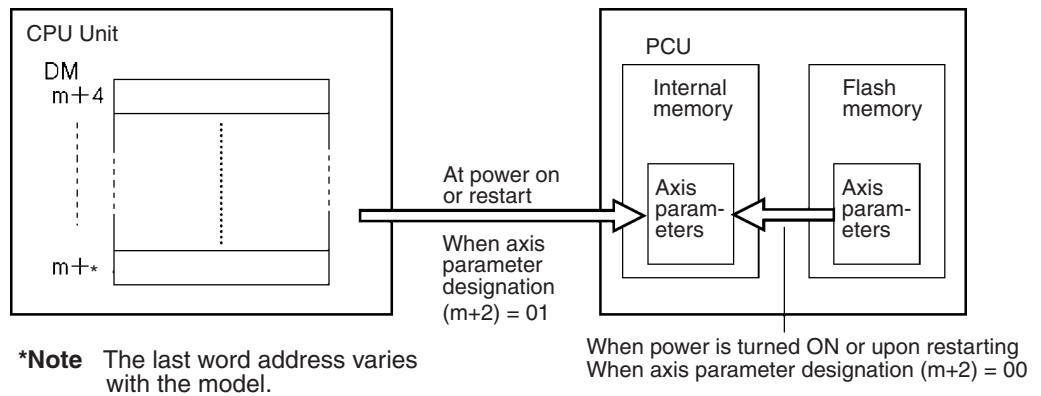 CPU Unit
DM
m+4
m+*
At power on
or restart
When axis
parameter
designation
(m+2) = 01
PCU
Internal
memory
Flash
memory
Axis
param-
eters
Axis
param-
eters
*Note The last word address varies
with the model.
When power is turned ON or upon restarting
When axis parameter designation (m+2) = 00